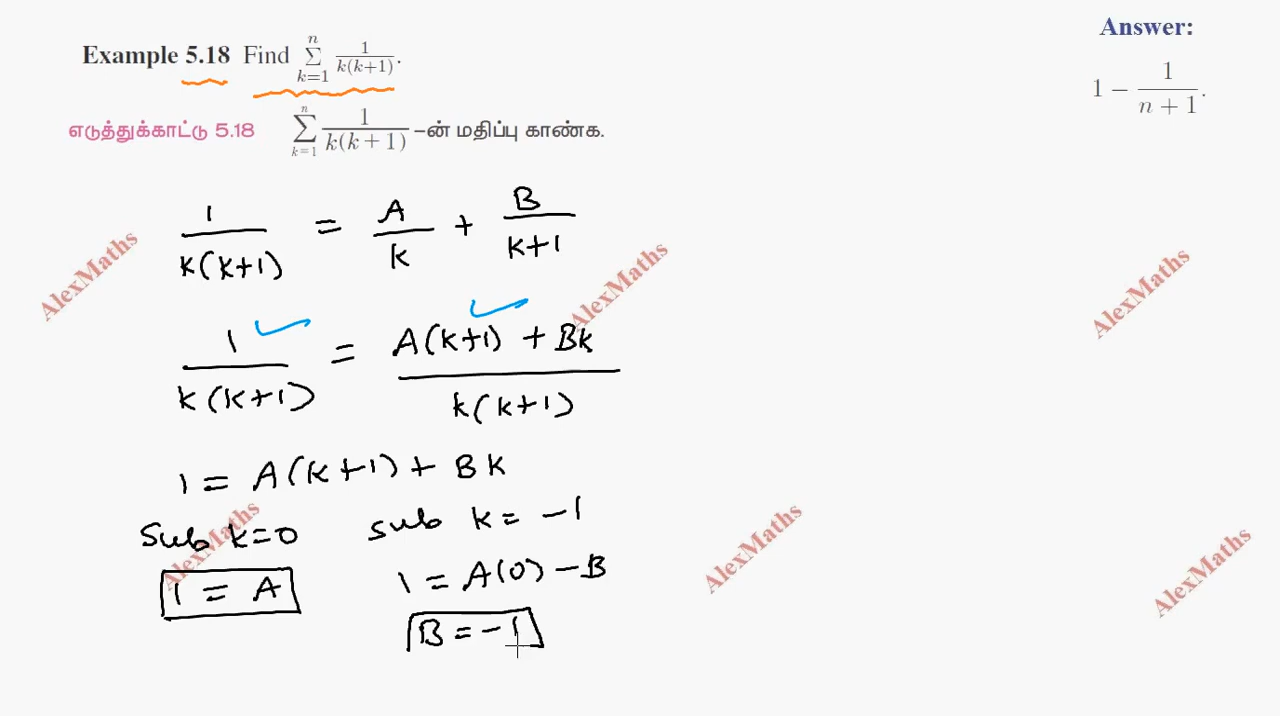 Example 5.18 Find \sum_{k=1}^{n} \frac{1}{k(k+1)}.
எடுத்துக்காட்டு 5.18 \sum_{k=1}^{n} \frac{1}{k(k+1)} -ன் மதிப்பு காண்க.
\frac{1}{k(k+1)} = \frac{A}{k} + \frac{B}{k+1}
\frac{1}{k(k+1)} = \frac{A(k+1) + Bk}{k(k+1)}
1 = A(k+1) + Bk
Sub k=0
1 = A
sub k = -1
1 = A(0) - B
B = -1
Answer:
1 - \frac{1}{n+1}.
AlexMaths
AlexMaths
AlexMaths
AlexMaths
AlexMaths
AlexMaths